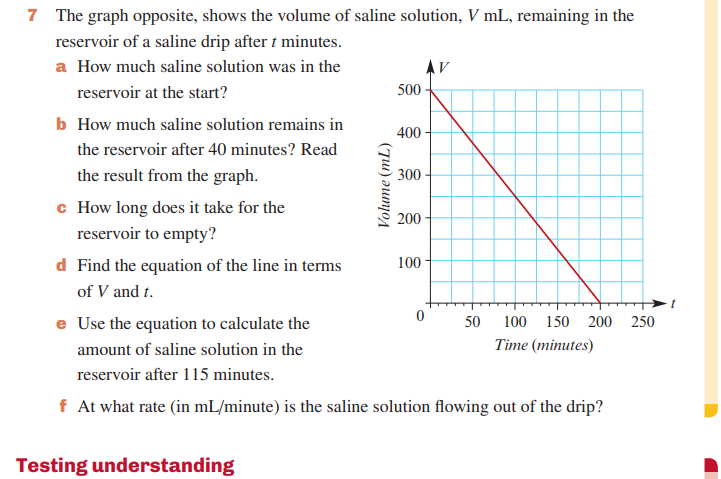 7 The graph opposite, shows the volume of saline solution, V mL, remaining in the
reservoir of a saline drip after t minutes.
a How much saline solution was in the
reservoir at the start?
b How much saline solution remains in
the reservoir after 40 minutes? Read
the result from the graph.
c How long does it take for the
reservoir to empty?
d Find the equation of the line in terms
of V and t.
e Use the equation to calculate the
amount of saline solution in the
reservoir after 115 minutes.
V
500
400
300
200
100
Volume (mL)
0 50 100 150 200 250
t
Time (minutes)
f At what rate (in mL/minute) is the saline solution flowing out of the drip?
Testing understanding